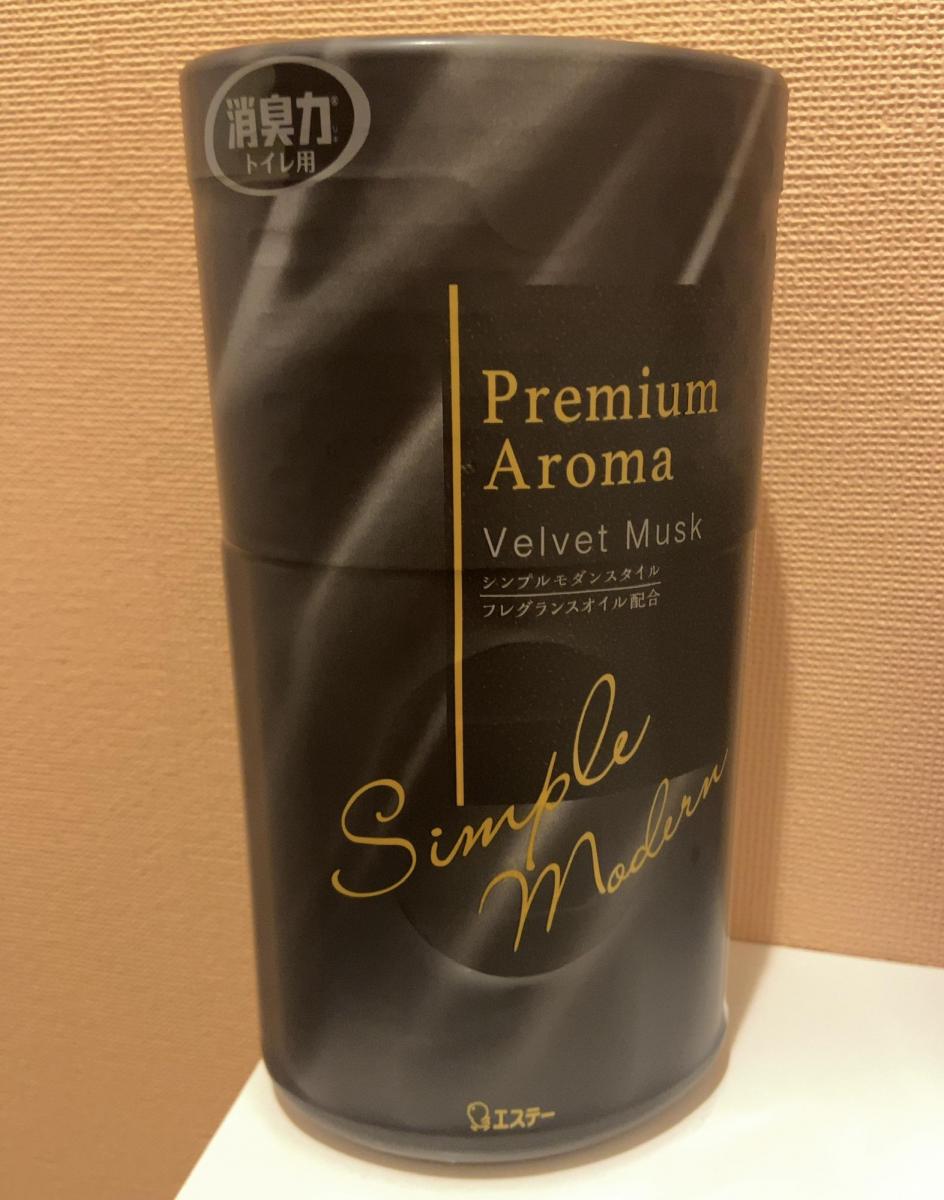 消臭力®
トイレ用
Premium
Aroma
Velvet Musk
シンプルモダンスタイル
フレグランスオイル配合
Simple
Modern
エステー